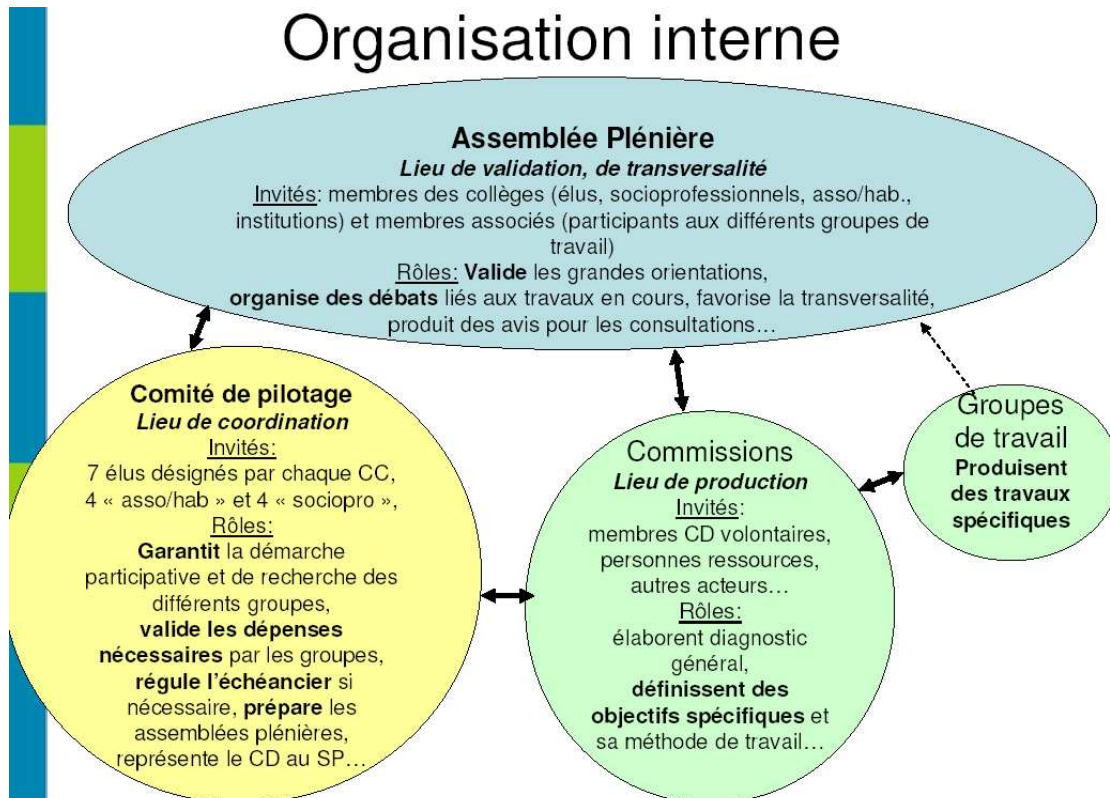 Organisation interne
Assemblée Plénière
Lieu de validation, de transversalité
Invités: membres des collèges (élus, socioprofessionnels, asso/hab.,
institutions) et membres associés (participants aux différents groupes de
travail)
Rôles: Valide les grandes orientations,
organise des débats liés aux travaux en cours, favorise la transversalité,
produit des avis pour les consultations…
Comité de pilotage
Lieu de coordination
Invités:
7 élus désignés par chaque CC,
4 « asso/hab » et 4 « sociopro »,
Rôles:
Garantit la démarche
participative et de recherche des
différents groupes,
valide les dépenses
nécessaires par les groupes,
régule l’échéancier si
nécessaire, prépare les
assemblées plénières,
représente le CD au SP…
Commissions
Lieu de production
Invités:
membres CD volontaires,
personnes ressources,
autres acteurs…
Rôles:
élaborent diagnostic
général,
définissent des
objectifs spécifiques et
sa méthode de travail…
Groupes
de travail
Produisent
des travaux
spécifiques